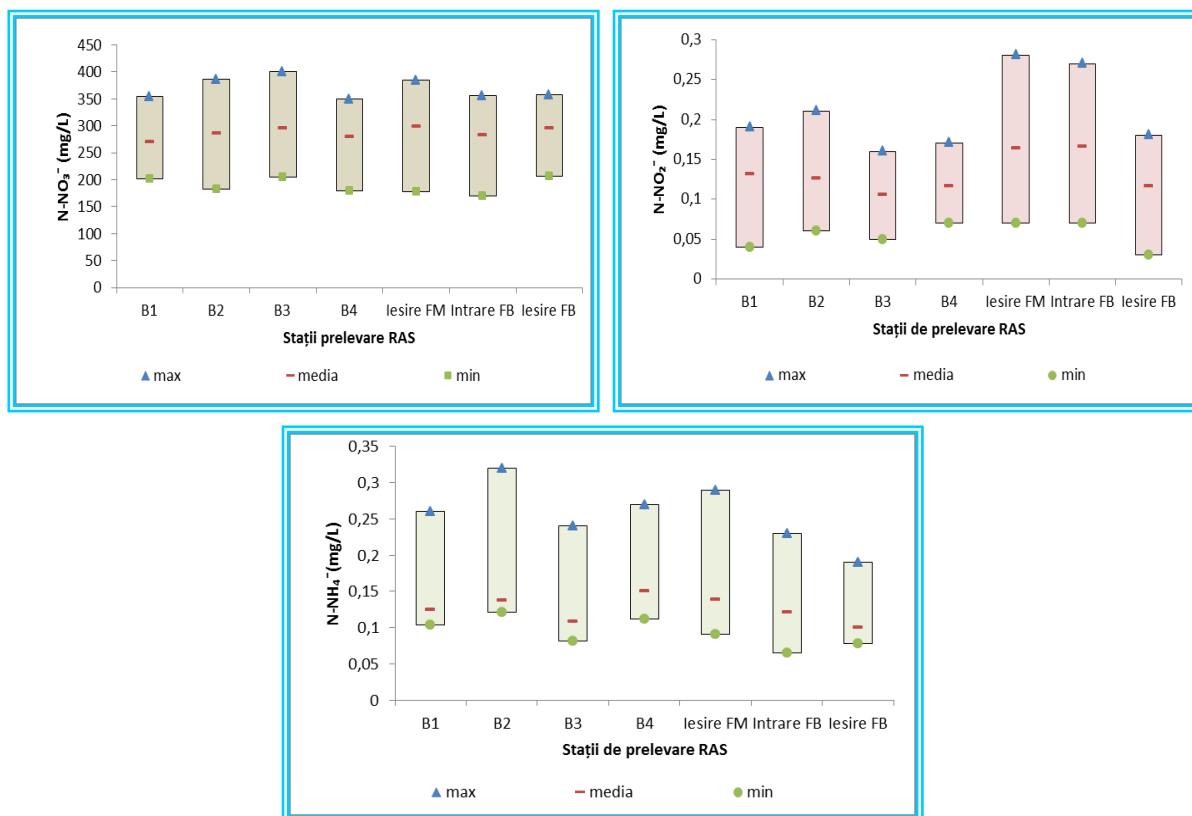 N-NO₃⁻ (mg/L)
450
400
350
300
250
200
150
100
50
0
B1 B2 B3 B4 Iesire FM Intrare FB Iesire FB
Stații prelevare RAS
max media min
N-NO₂⁻ (mg/L)
0,3
0,25
0,2
0,15
0,1
0,05
0
B1 B2 B3 B4 Iesire FM Intrare FB Iesire FB
Stații de prelevare RAS
max media min
N-NH₄⁻(mg/L)
0,35
0,3
0,25
0,2
0,15
0,1
0,05
0
B1 B2 B3 B4 Iesire FM Intrare FB Iesire FB
Stații de prelevare RAS
max media min